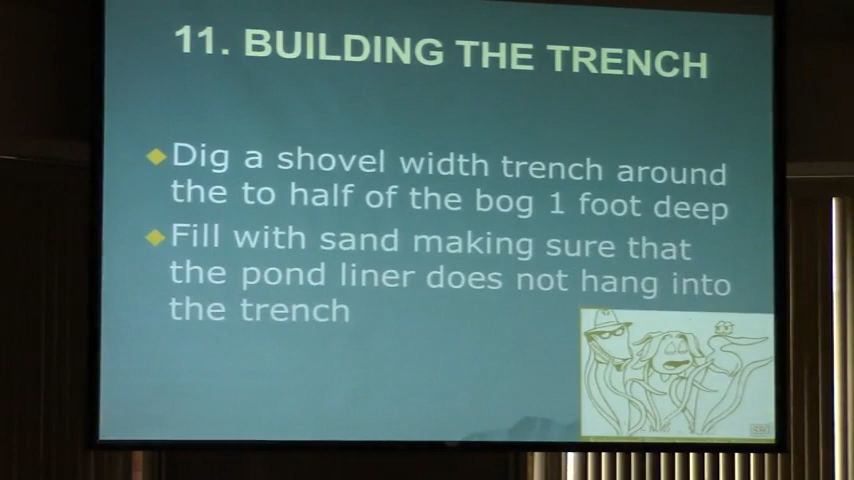 11. BUILDING THE TRENCH
Dig a shovel width trench around
the to half of the bog 1 foot deep
Fill with sand making sure that
the pond liner does not hang into
the trench